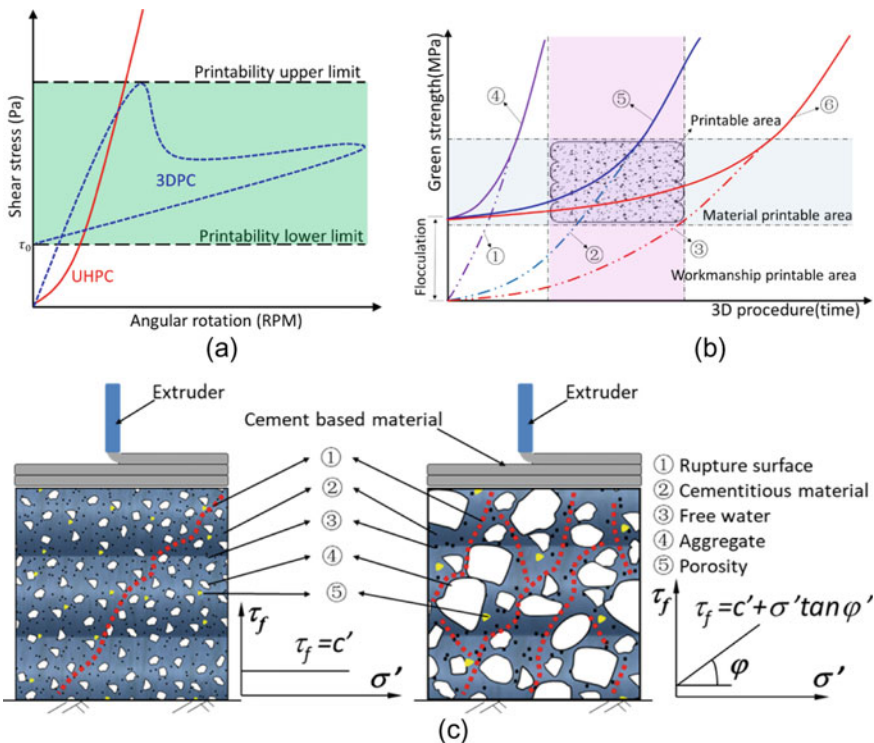 (a)
Shear stress (Pa)
Printability upper limit
3DPC
τ₀
Printability lower limit
UHPC
Angular rotation (RPM)
(b)
Green strength(MPa)
④
⑤
⑥
Printable area
Material printable area
Flocculation
①
②
③
Workmanship printable area
3D procedure(time)
Extruder
Cement based material
Extruder
①
②
③
④
⑤
① Rupture surface
② Cementitious material
③ Free water
④ Aggregate
⑤ Porosity
τf
τf =c'
σ'
τf
τf =c'+σ'tanφ'
φ
σ'
(c)